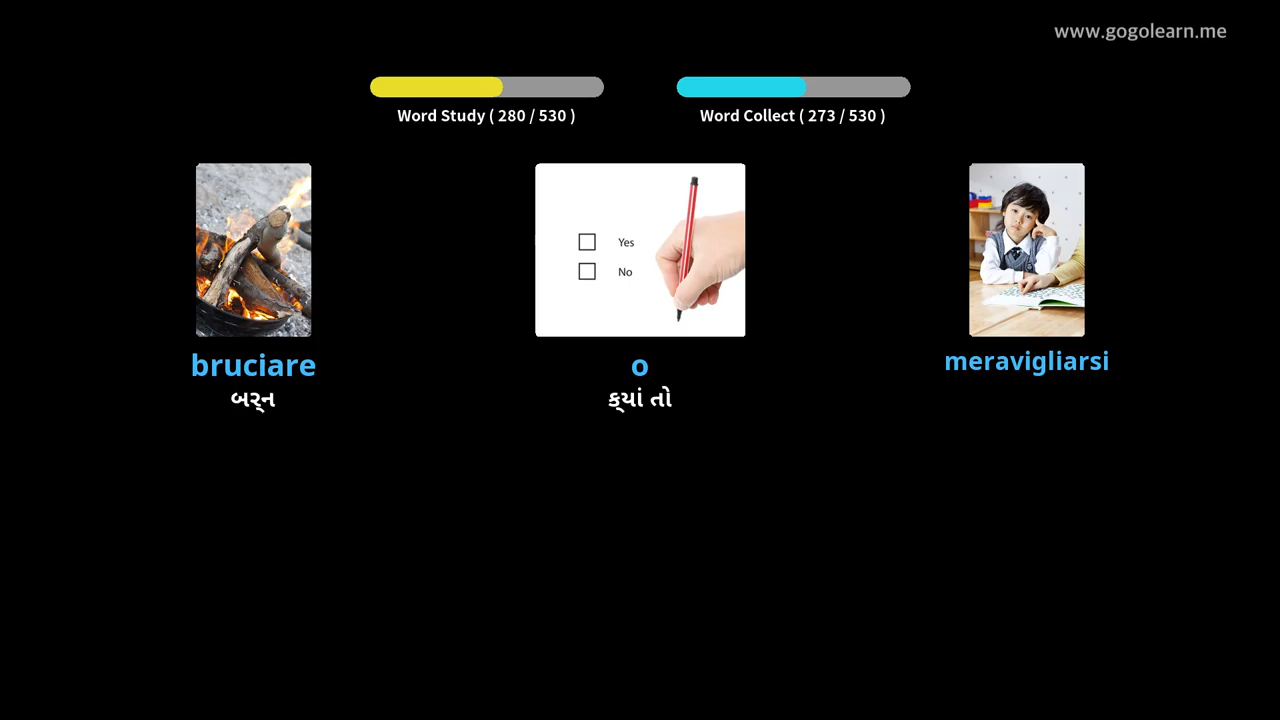 www.gogolearn.me
Word Study ( 280 / 530 )
Word Collect ( 273 / 530 )
Yes
No
bruciare
બર્ન
o
ક્યાં તો
meravigliarsi